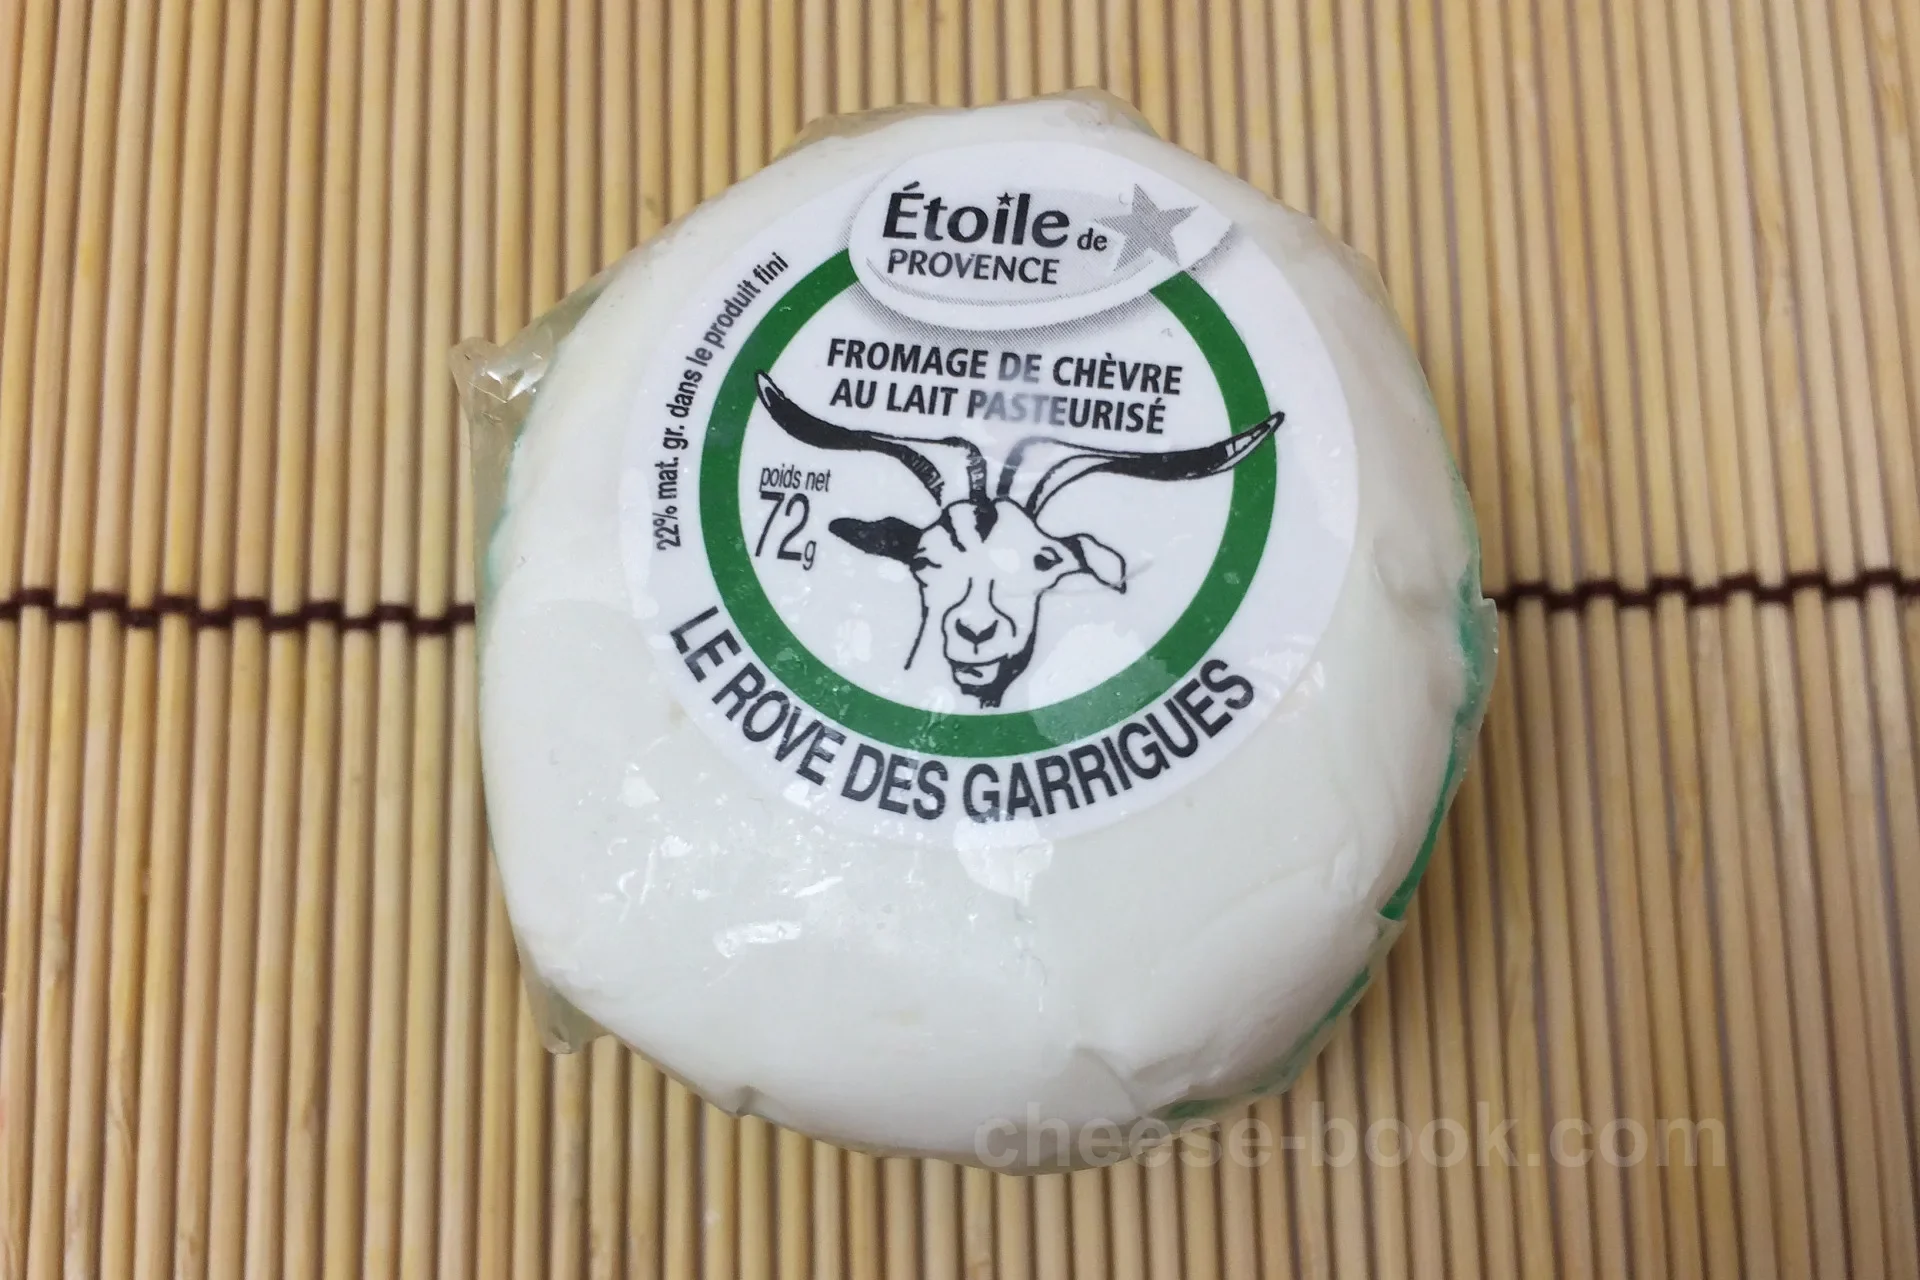 Étoile de
PROVENCE
FROMAGE DE CHÈVRE
AU LAIT PASTEURISÉ
poids net
72g
22% mat. gr. dans le produit fini
LE ROVE DES GARRIGUES
cheese-book.com